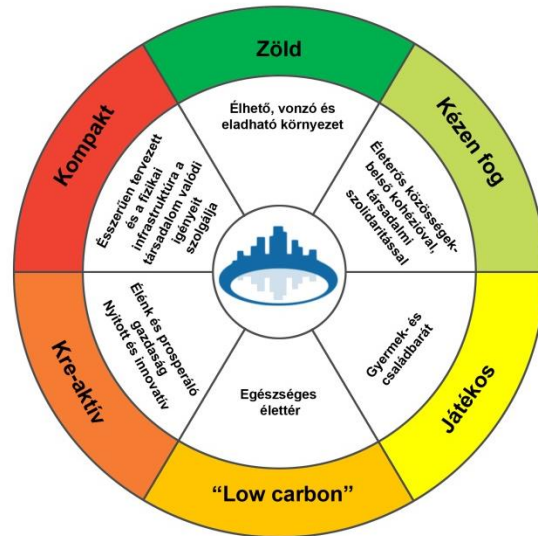 Zöld
Élhető, vonzó és
eladható környezet
Kézen fog
Életerős közösségek-
belső kohézióval,
társadalmi
szolidaritással
Játékos
Gyermek- és
családbarát
“Low carbon”
Egészséges
élettér
Kre-aktív
Élénk és prosperáló
gazdaság
Nyitott és innovatív
Kompakt
Ésszerűen tervezett
és a fizikai
infrastruktúra a
társadalom valódi
igényeit
szolgálja